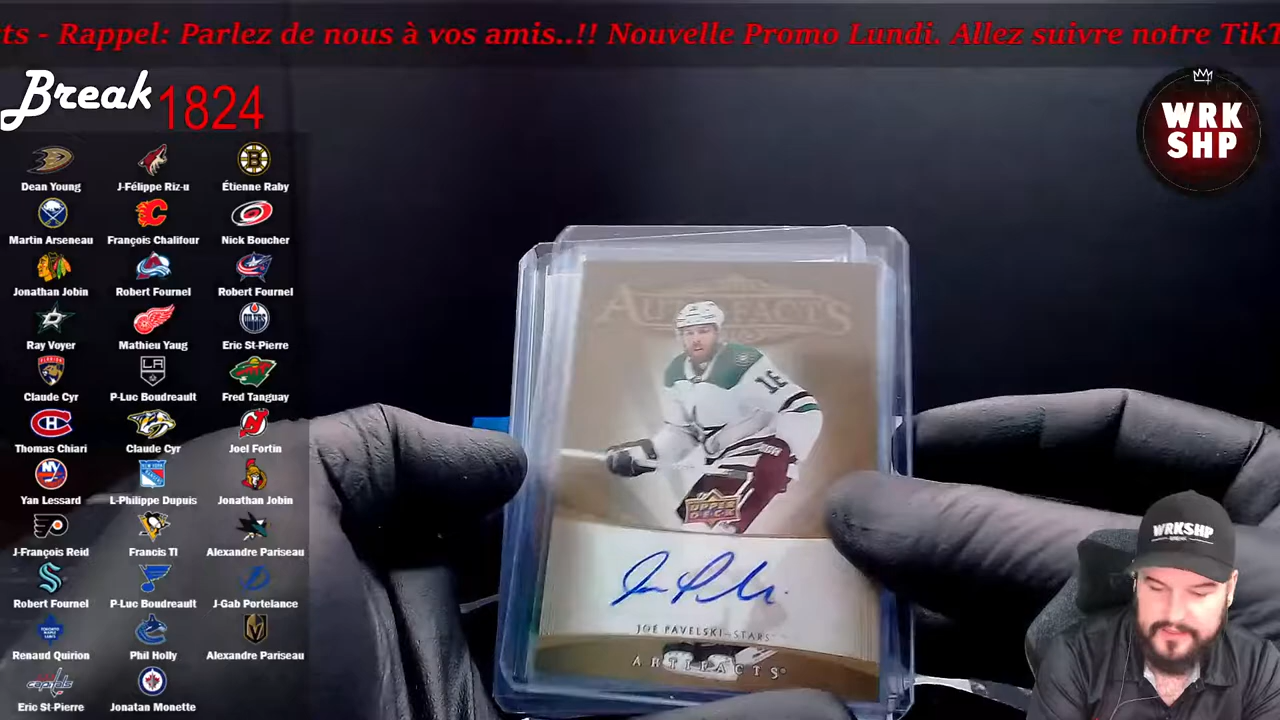 ts - Rappel: Parlez de nous à vos amis..!! Nouvelle Promo Lundi. Allez suivre notre TikT
Break 1824
WRK
SHP
Dean Young J-Félippe Riz-u Étienne Raby
Martin Arseneau François Chalifour Nick Boucher
Jonathan Jobin Robert Fournel Robert Fournel
Ray Voyer Mathieu Yaug Eric St-Pierre
Claude Cyr P-Luc Boudreault Fred Tanguay
Thomas Chiari Claude Cyr Joel Fortin
Yan Lessard L-Philippe Dupuis Jonathan Jobin
J-François Reid Francis TI Alexandre Pariseau
Robert Fournel P-Luc Boudreault J-Gab Portelance
Renaud Quirion Phil Holly Alexandre Pariseau
Eric St-Pierre Jonatan Monette
AUTOFACTS
16
UPPER
DECK
JOE PAVELSKI - STARS
ARTIFACTS
WRKSHP